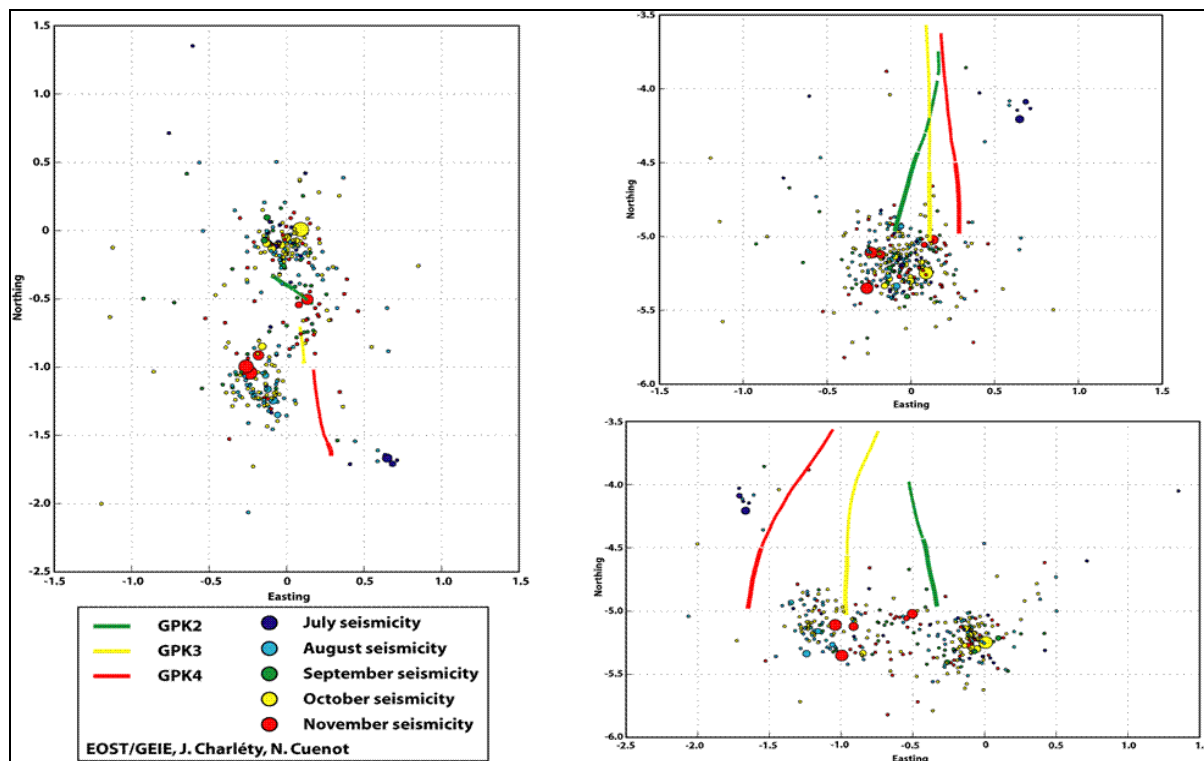 1.5
1.0
0.5
0
-0.5
-1.0
-1.5
-2.0
-2.5
Northing
-1.5 -1.0 -0.5 0 0.5 1.0 1.5
Easting
GPK2
GPK3
GPK4
July seismicity
August seismicity
September seismicity
October seismicity
November seismicity
EOST/GEIE, J. Charléty, N. Cuenot
-3.5
-4.0
-4.5
-5.0
-5.5
-6.0
Northing
-1.5 -1.0 -0.5 0 0.5 1.0 1.5
Easting
-3.5
-4.0
-4.5
-5.0
-5.5
-6.0
Northing
-2.5 -2.0 -1.5 -1.0 -0.5 0 0.5 1.0
Easting